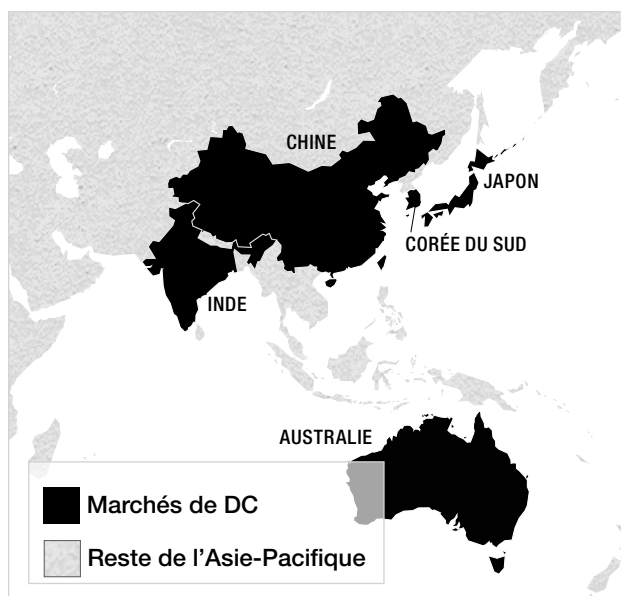 CHINE
JAPON
CORÉE DU SUD
INDE
AUSTRALIE
Marchés de DC
Reste de l'Asie-Pacifique